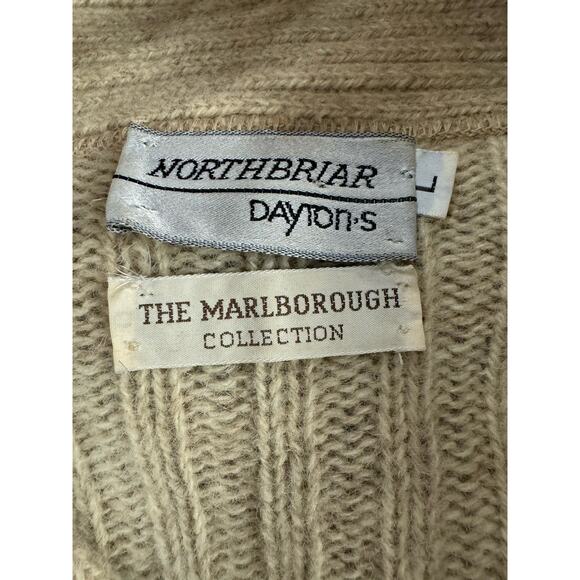 NORTHBRIAR
DAYTON·S
L
THE MARLBOROUGH
COLLECTION